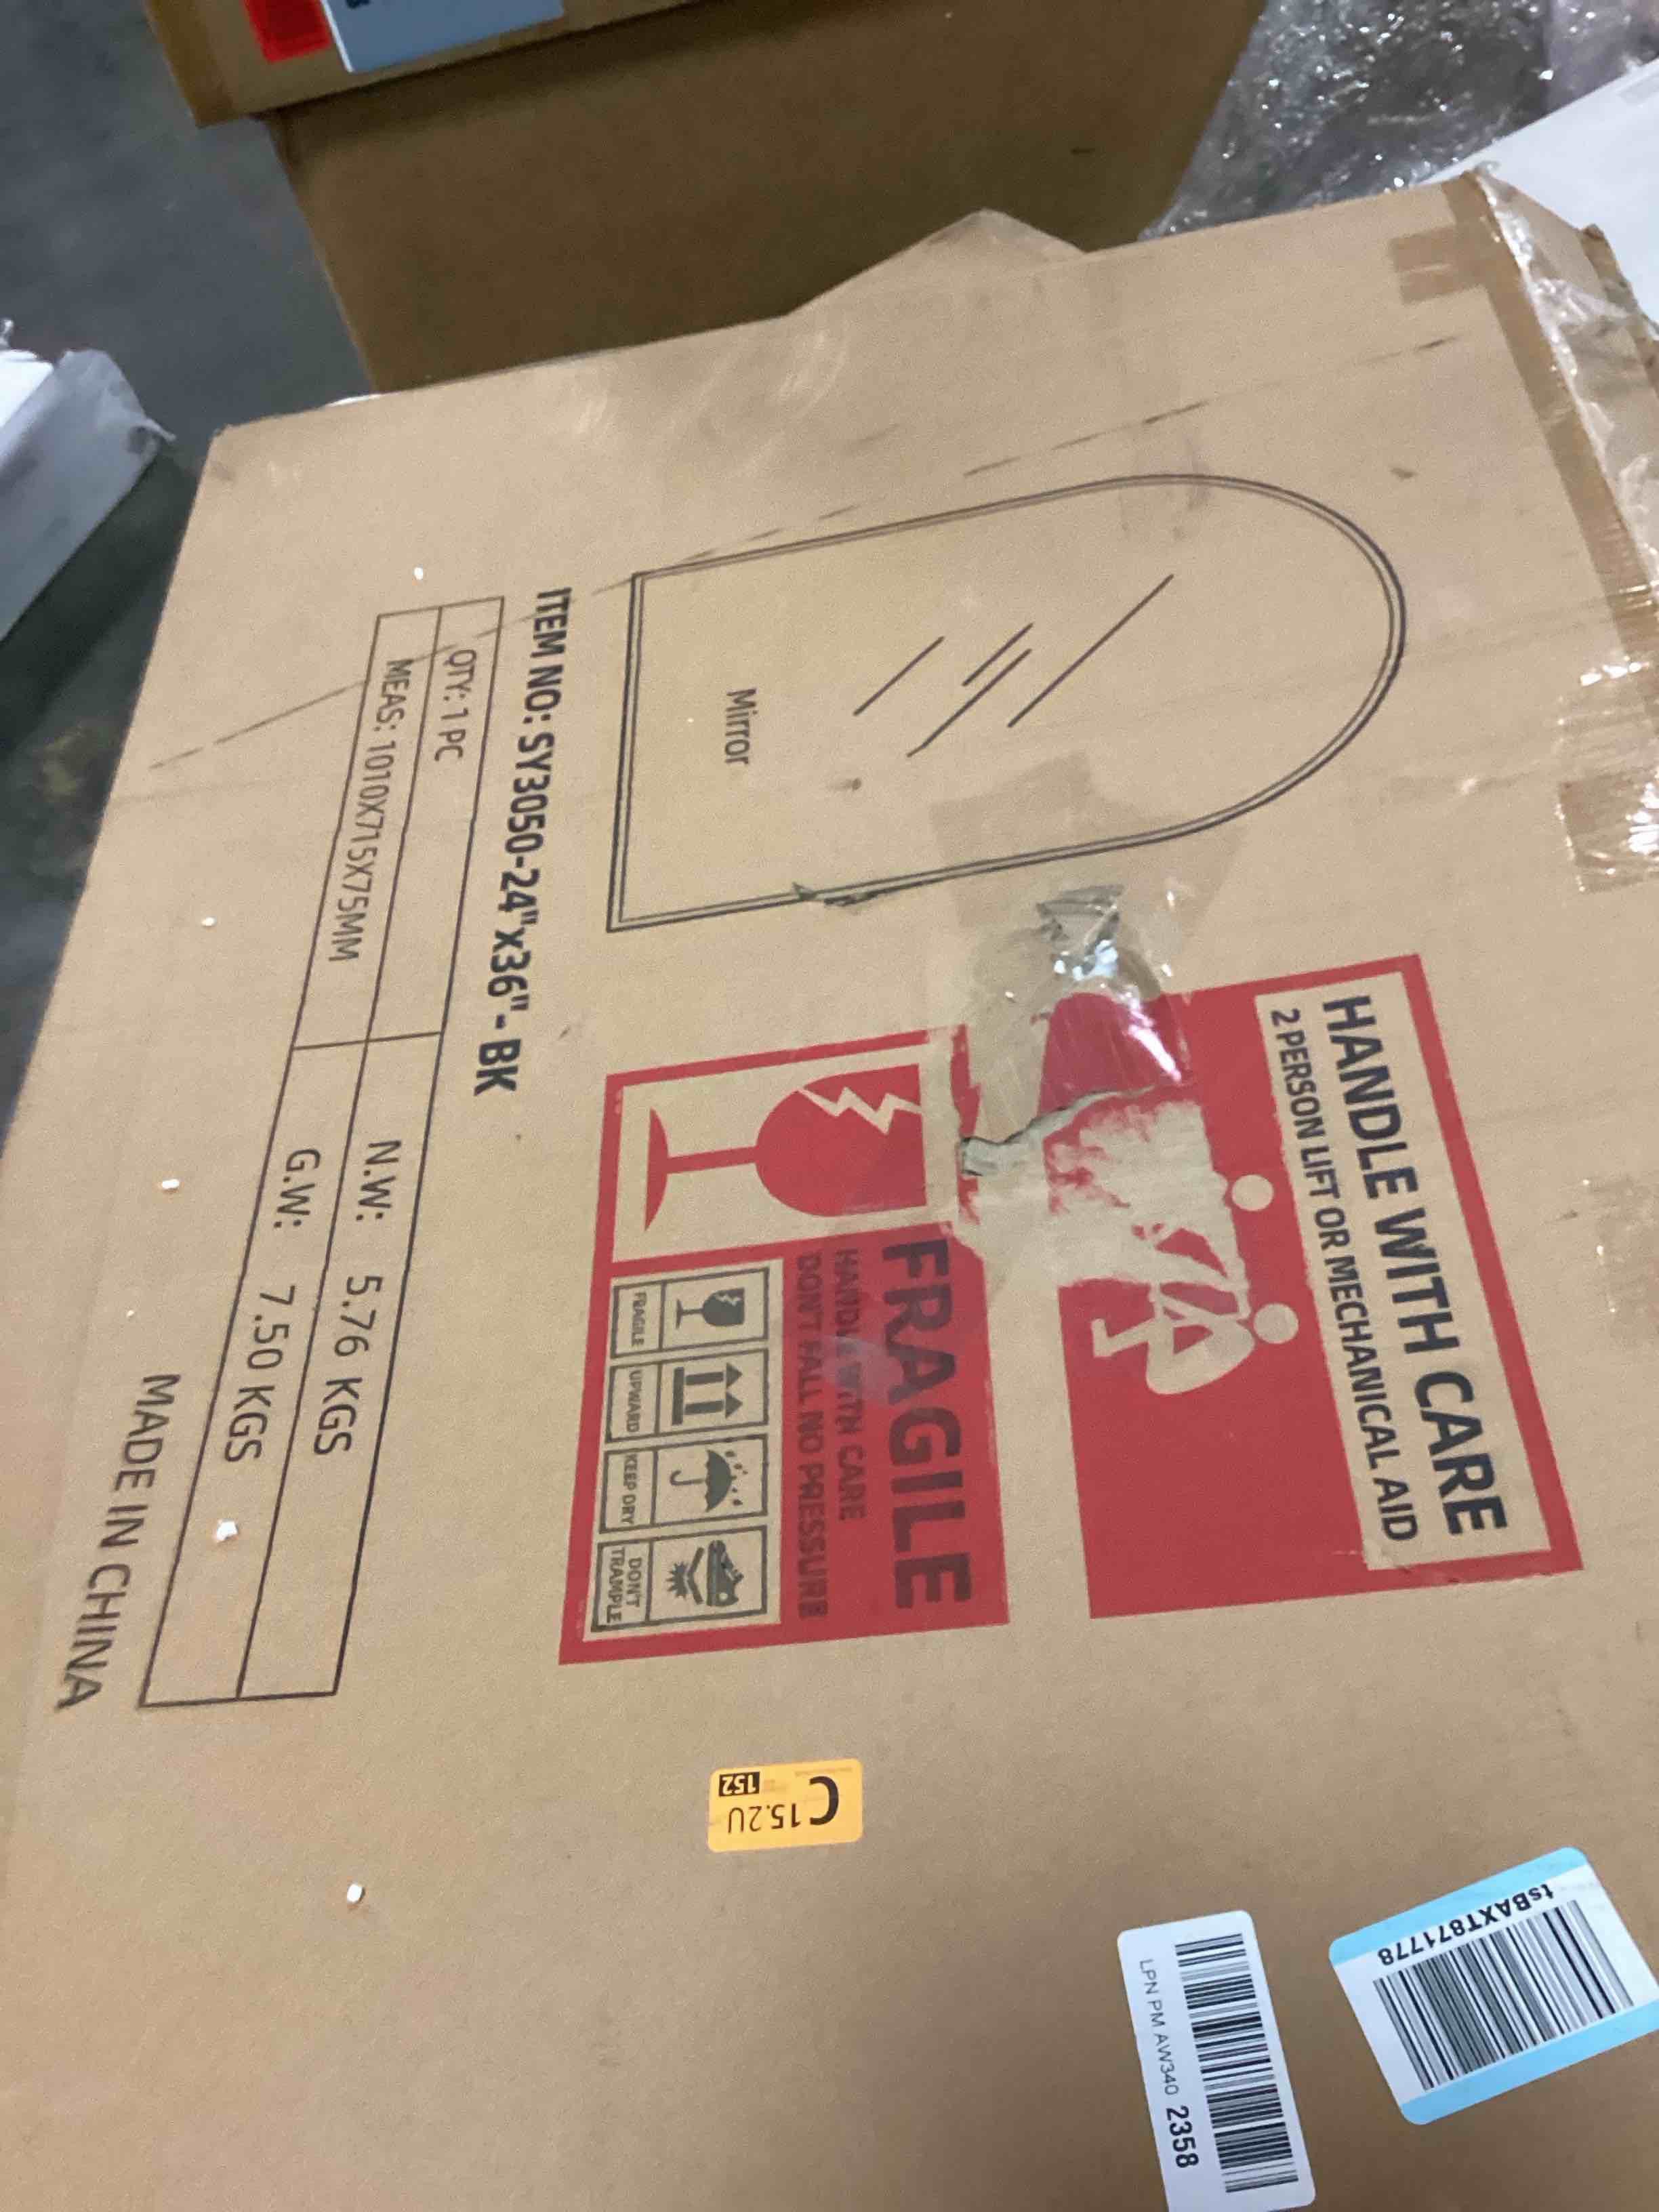 HANDLE WITH CARE
2 PERSON LIFT OR MECHANICAL AID
Mirror
FRAGILE
HANDLE WITH CARE
DON'T FALL NO PRESSURE
FRAGILE
UPWARD
KEEP DRY
DON'T
TRAMPLE
ITEM NO: SY3050-24"x36"- BK
QTY: 1 PC
N.W: 5.76 KGS
MEAS: 1010X715X75MM
G.W: 7.50 KGS
MADE IN CHINA
C 15.2U
152
tsBAXT871778
LPN PM AW340 2358